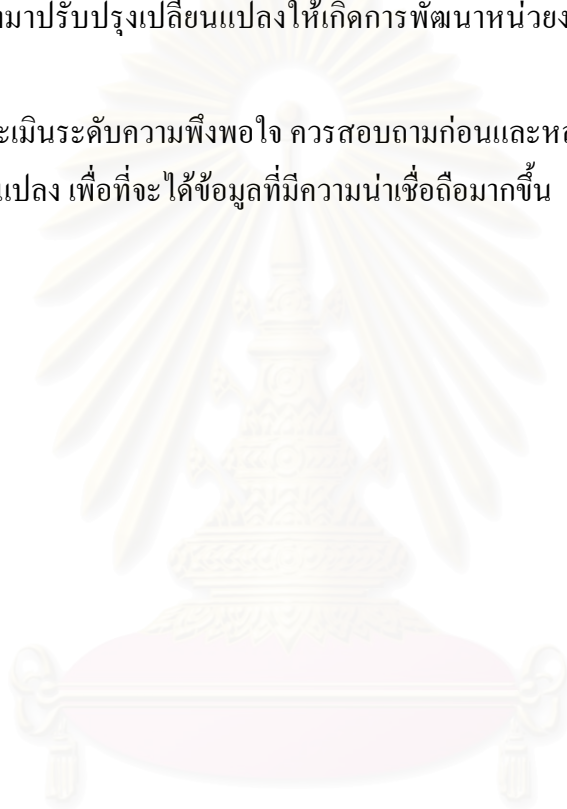 มาปรับปรุงเปลี่ยนแปลงให้เกิดการพัฒนาหน่วยง
ะเมินระดับความพึงพอใจ ควรสอบถามก่อนและห
แปลง เพื่อที่จะได้ข้อมูลที่มีความน่าเชื่อถือมากขึ้น